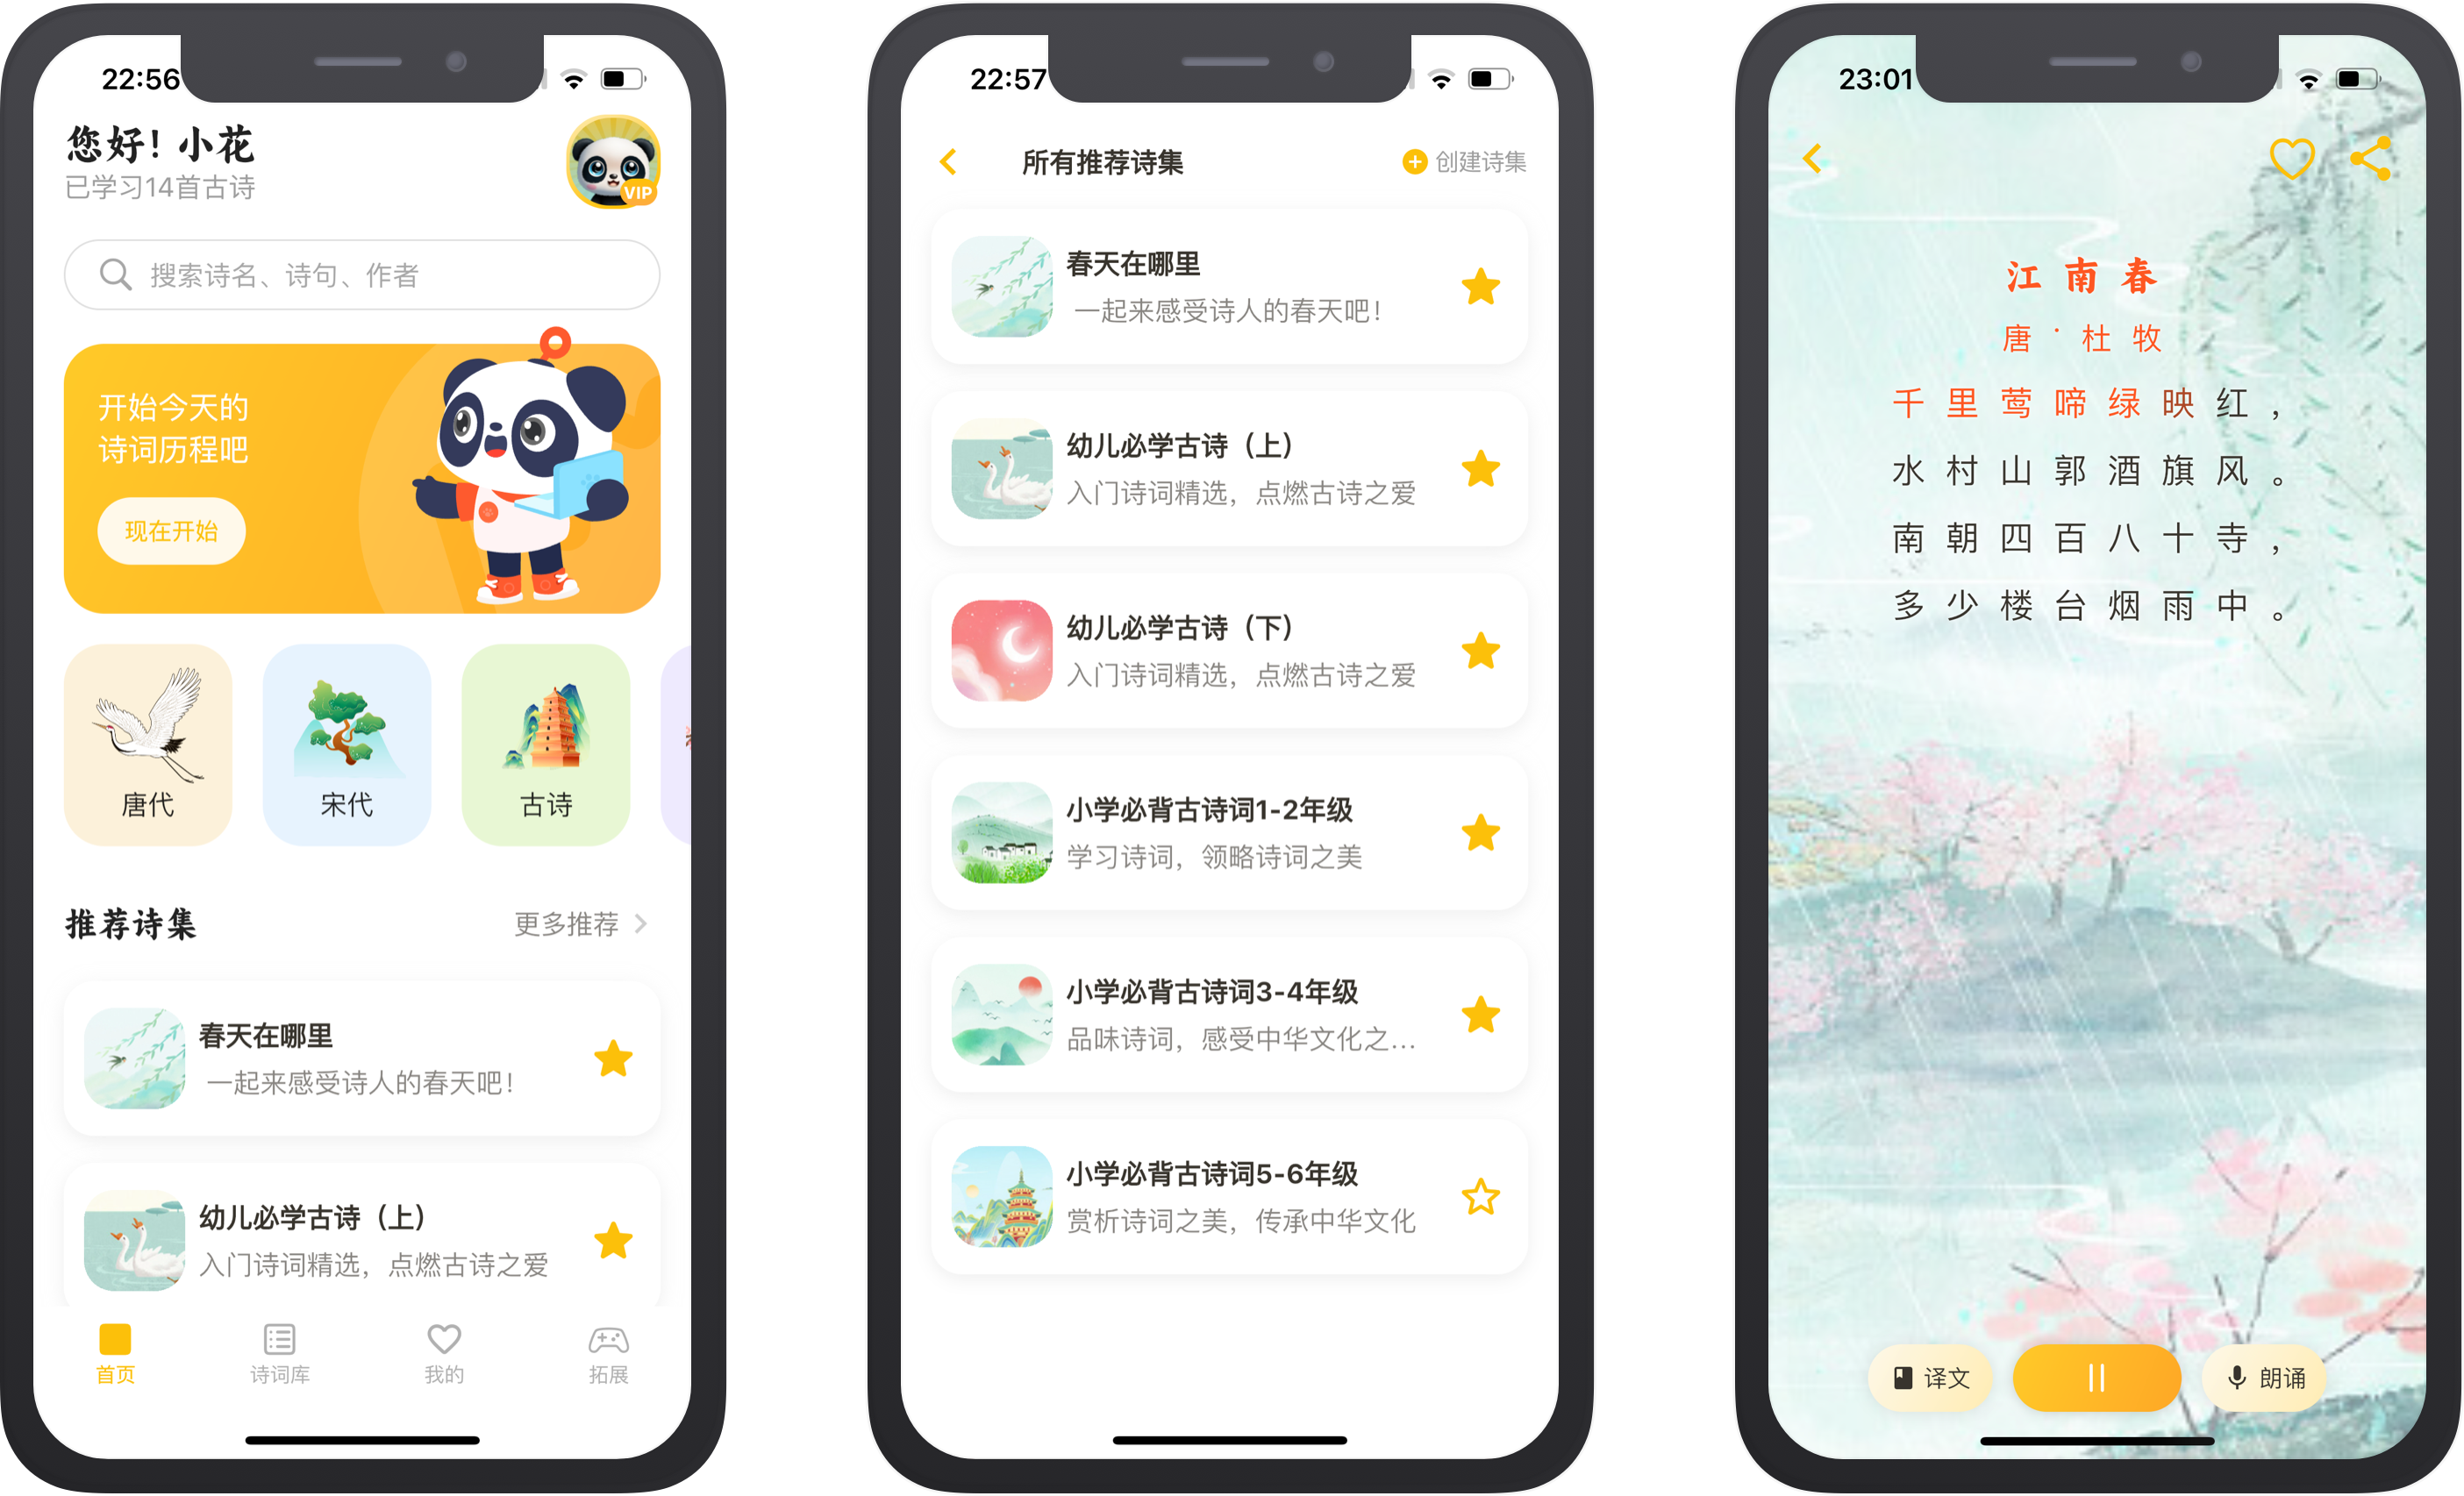 22:56
您好！小花
已学习14首古诗
VIP
搜索诗名、诗句、作者
开始今天的
诗词历程吧
现在开始
唐代
宋代
古诗
推荐诗集
更多推荐
春天在哪里
一起来感受诗人的春天吧！
幼儿必学古诗（上）
入门诗词精选，点燃古诗之爱
首页
诗词库
我的
拓展
22:57
所有推荐诗集
创建诗集
春天在哪里
一起来感受诗人的春天吧！
幼儿必学古诗（上）
入门诗词精选，点燃古诗之爱
幼儿必学古诗（下）
入门诗词精选，点燃古诗之爱
小学必背古诗词1-2年级
学习诗词，领略诗词之美
小学必背古诗词3-4年级
品味诗词，感受中华文化之...
小学必背古诗词5-6年级
赏析诗词之美，传承中华文化
23:01
江南春
唐·杜牧
千里莺啼绿映红，
水村山郭酒旗风。
南朝四百八十寺，
多少楼台烟雨中。
译文
朗诵